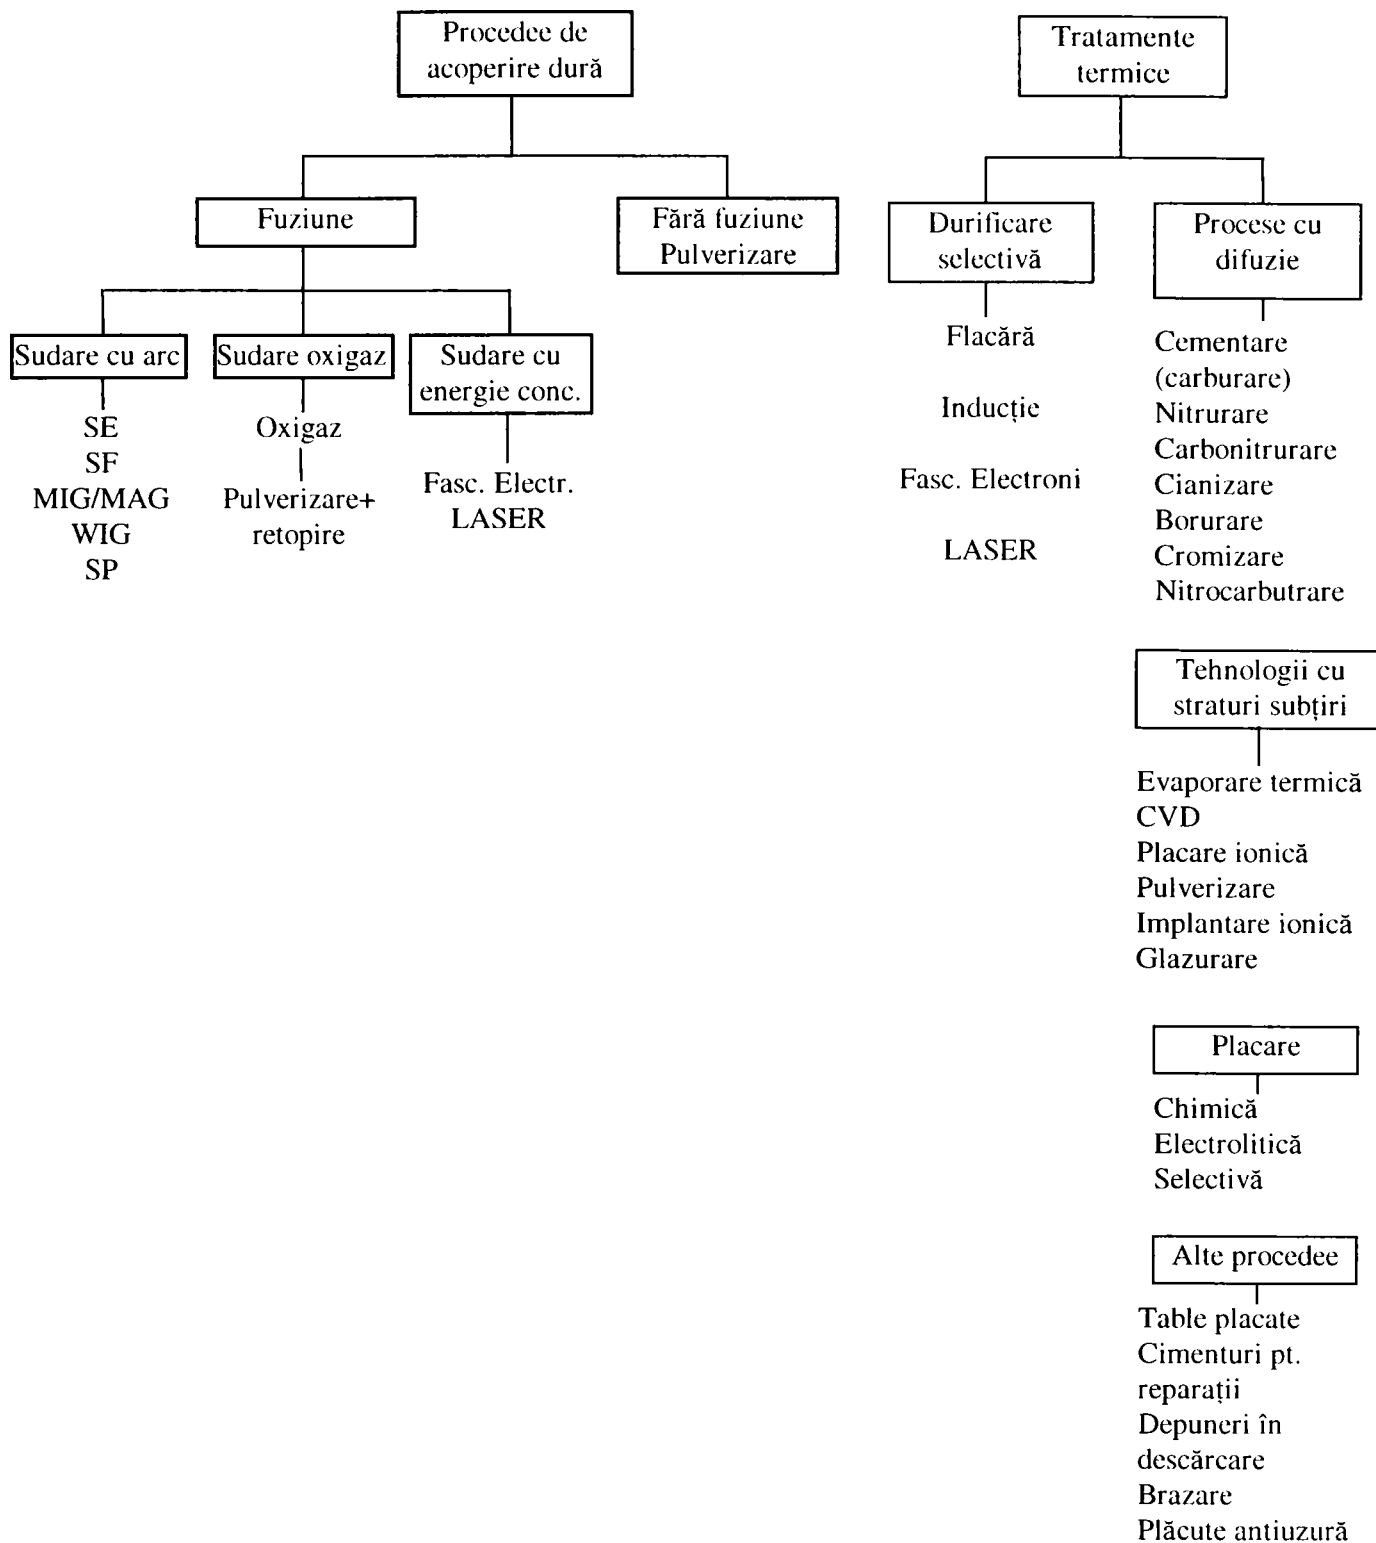 Procedee de
acoperire dură
Tratamente
termice
Fuziune
Fără fuziune
Pulverizare
Durificare
selectivă
Procese cu
difuzie
Sudare cu arc
SE
SF
MIG/MAG
WIG
SP
Sudare oxigaz
Oxigaz
Pulverizare+
retopire
Sudare cu
energie conc.
Fasc. Electr.
LASER
Flacără
Inducție
Fasc. Electroni
LASER
Cementare
(carburare)
Nitrurare
Carbonitrurare
Cianizare
Borurare
Cromizare
Nitrocarbutrare
Tehnologii cu
straturi subțiri
Evaporare termică
CVD
Placare ionică
Pulverizare
Implantare ionică
Glazurare
Placare
Chimică
Electrolitică
Selectivă
Alte procedee
Table placate
Cimenturi pt.
reparații
Depuneri în
descărcare
Brazare
Plăcute antiuzură